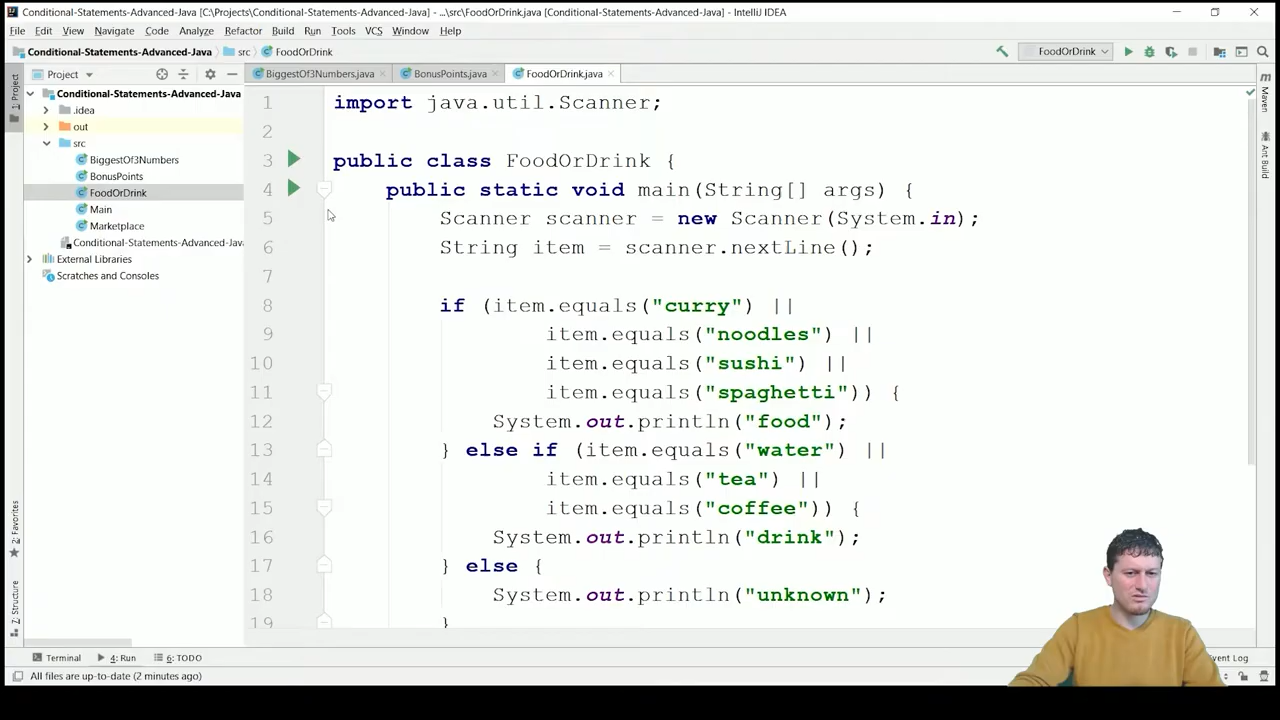 Conditional-Statements-Advanced-Java [C:\Projects\Conditional-Statements-Advanced-Java] - ...\src\FoodOrDrink.java [Conditional-Statements-Advanced-Java] - IntelliJ IDEA
File Edit View Navigate Code Analyze Refactor Build Run Tools VCS Window Help
Conditional-Statements-Advanced-Java src FoodOrDrink FoodOrDrink
Project BiggestOf3Numbers.java BonusPoints.java FoodOrDrink.java
1: Project
Conditional-Statements-Advanced-Java
.idea
out
src
BiggestOf3Numbers
BonusPoints
FoodOrDrink
Main
Marketplace
Conditional-Statements-Advanced-Java
External Libraries
Scratches and Consoles
2: Favorites
Z: Structure
1 import java.util.Scanner;
2
3 public class FoodOrDrink {
4 public static void main(String[] args) {
5 Scanner scanner = new Scanner(System.in);
6 String item = scanner.nextLine();
7
8 if (item.equals("curry") ||
9 item.equals("noodles") ||
10 item.equals("sushi") ||
11 item.equals("spaghetti")) {
12 System.out.println("food");
13 } else if (item.equals("water") ||
14 item.equals("tea") ||
15 item.equals("coffee")) {
16 System.out.println("drink");
17 } else {
18 System.out.println("unknown");
19 }
Maven
Ant Build
Terminal 4: Run 6: TODO
vent Log
All files are up-to-date (2 minutes ago)